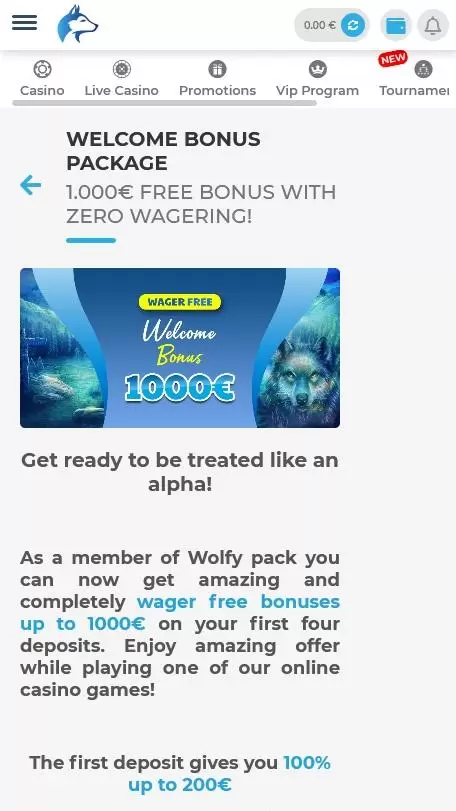 0.00 €
Casino Live Casino Promotions Vip Program NEW Tournamer
WELCOME BONUS
PACKAGE
1.000€ FREE BONUS WITH
ZERO WAGERING!
WAGER FREE
Welcome
Bonus
1000€
Get ready to be treated like an
alpha!
As a member of Wolfy pack you
can now get amazing and
completely wager free bonuses
up to 1000€ on your first four
deposits. Enjoy amazing offer
while playing one of our online
casino games!
The first deposit gives you 100%
up to 200€